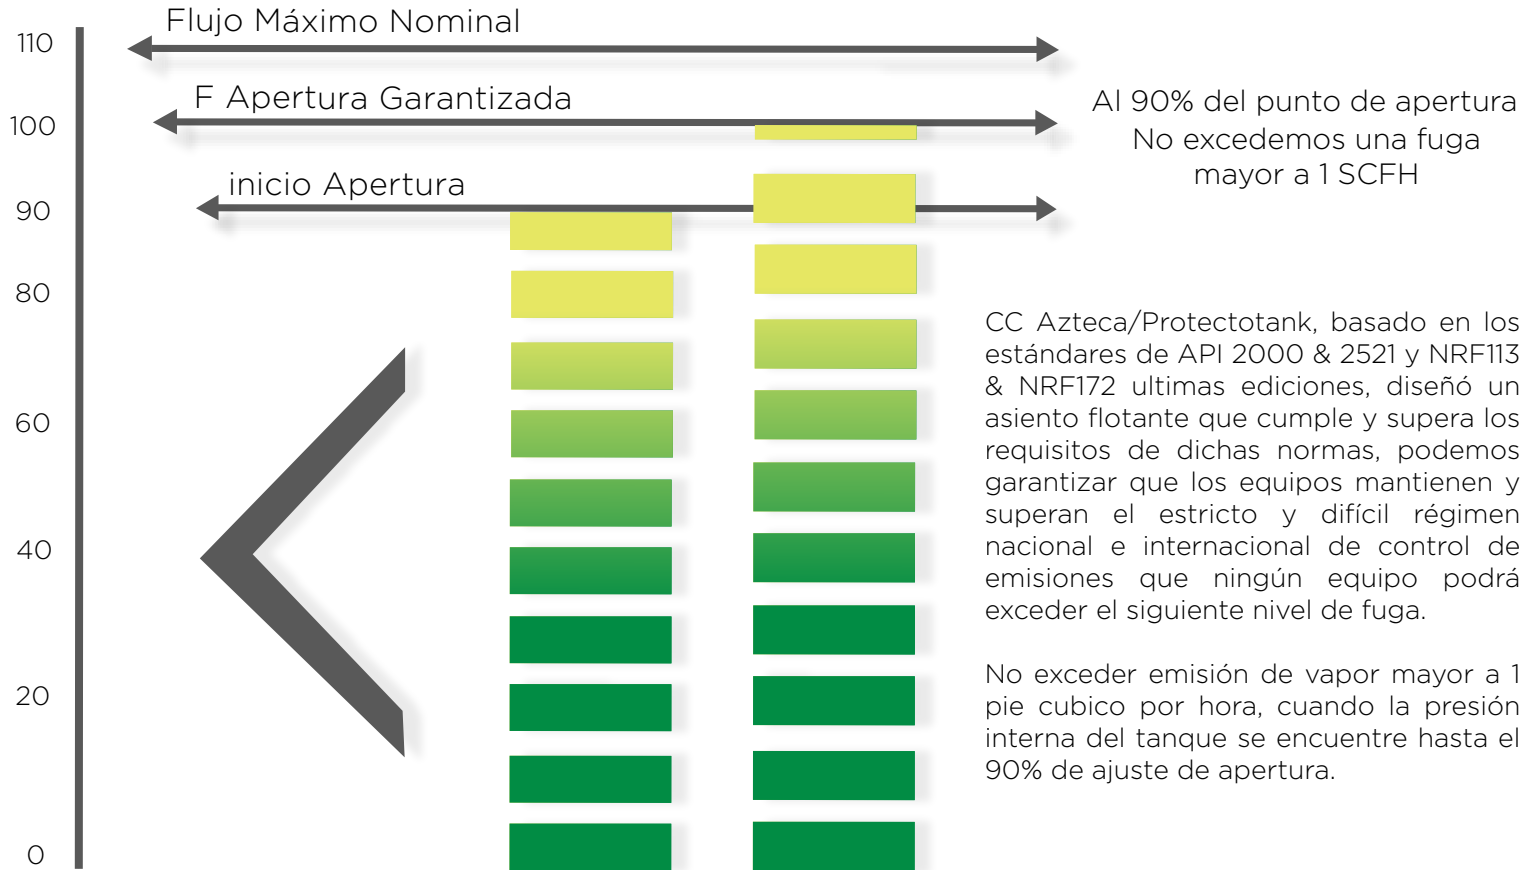 Flujo Máximo Nominal
110
F Apertura Garantizada
100
inicio Apertura
90
80
60
40
20
0
Al 90% del punto de apertura
No excedemos una fuga
mayor a 1 SCFH
CC Azteca/Protectotank, basado en los
estándares de API 2000 & 2521 y NRF113
& NRF172 ultimas ediciones, diseñó un
asiento flotante que cumple y supera los
requisitos de dichas normas, podemos
garantizar que los equipos mantienen y
superan el estricto y difícil régimen
nacional e internacional de control de
emisiones que ningún equipo podrá
exceder el siguiente nivel de fuga.
No exceder emisión de vapor mayor a 1
pie cubico por hora, cuando la presión
interna del tanque se encuentre hasta el
90% de ajuste de apertura.